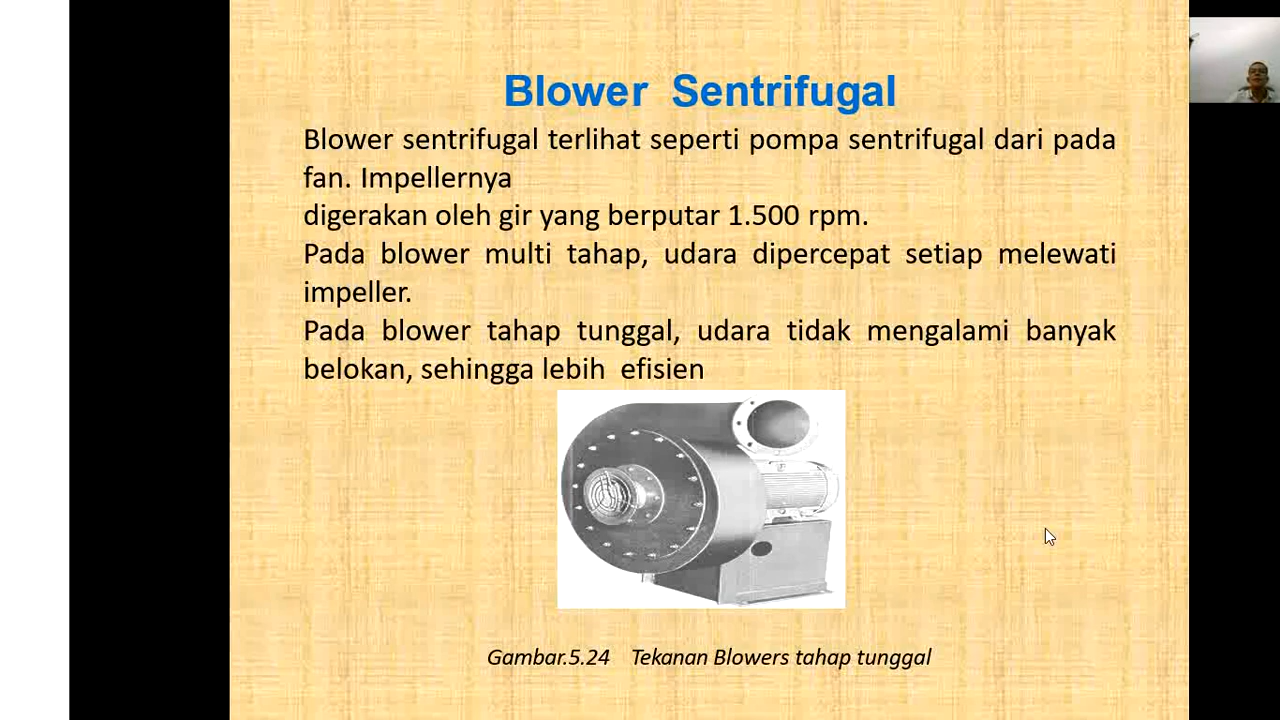 Blower Sentrifugal
Blower sentrifugal terlihat seperti pompa sentrifugal dari pada
fan. Impellernya
digerakan oleh gir yang berputar 1.500 rpm.
Pada blower multi tahap, udara dipercepat setiap melewati
impeller.
Pada blower tahap tunggal, udara tidak mengalami banyak
belokan, sehingga lebih efisien
Gambar.5.24 Tekanan Blowers tahap tunggal